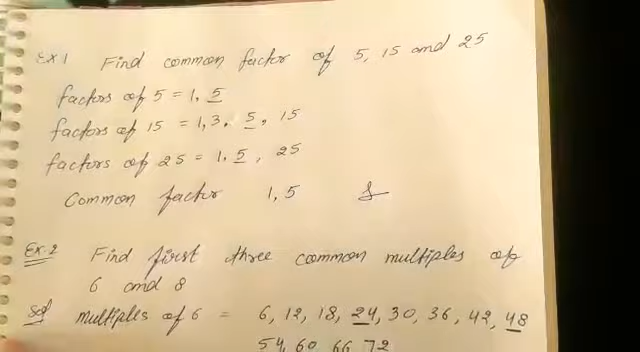 Ex 1 Find common factor of 5, 15 and 25
factors of 5 = 1, 5
factors of 15 = 1, 3, 5, 15
factors of 25 = 1, 5, 25
Common factor 1, 5
Ex. 2 Find first three common multiples of
6 and 8
Sol multiples of 6 = 6, 12, 18, 24, 30, 36, 42, 48
54, 60, 66, 72